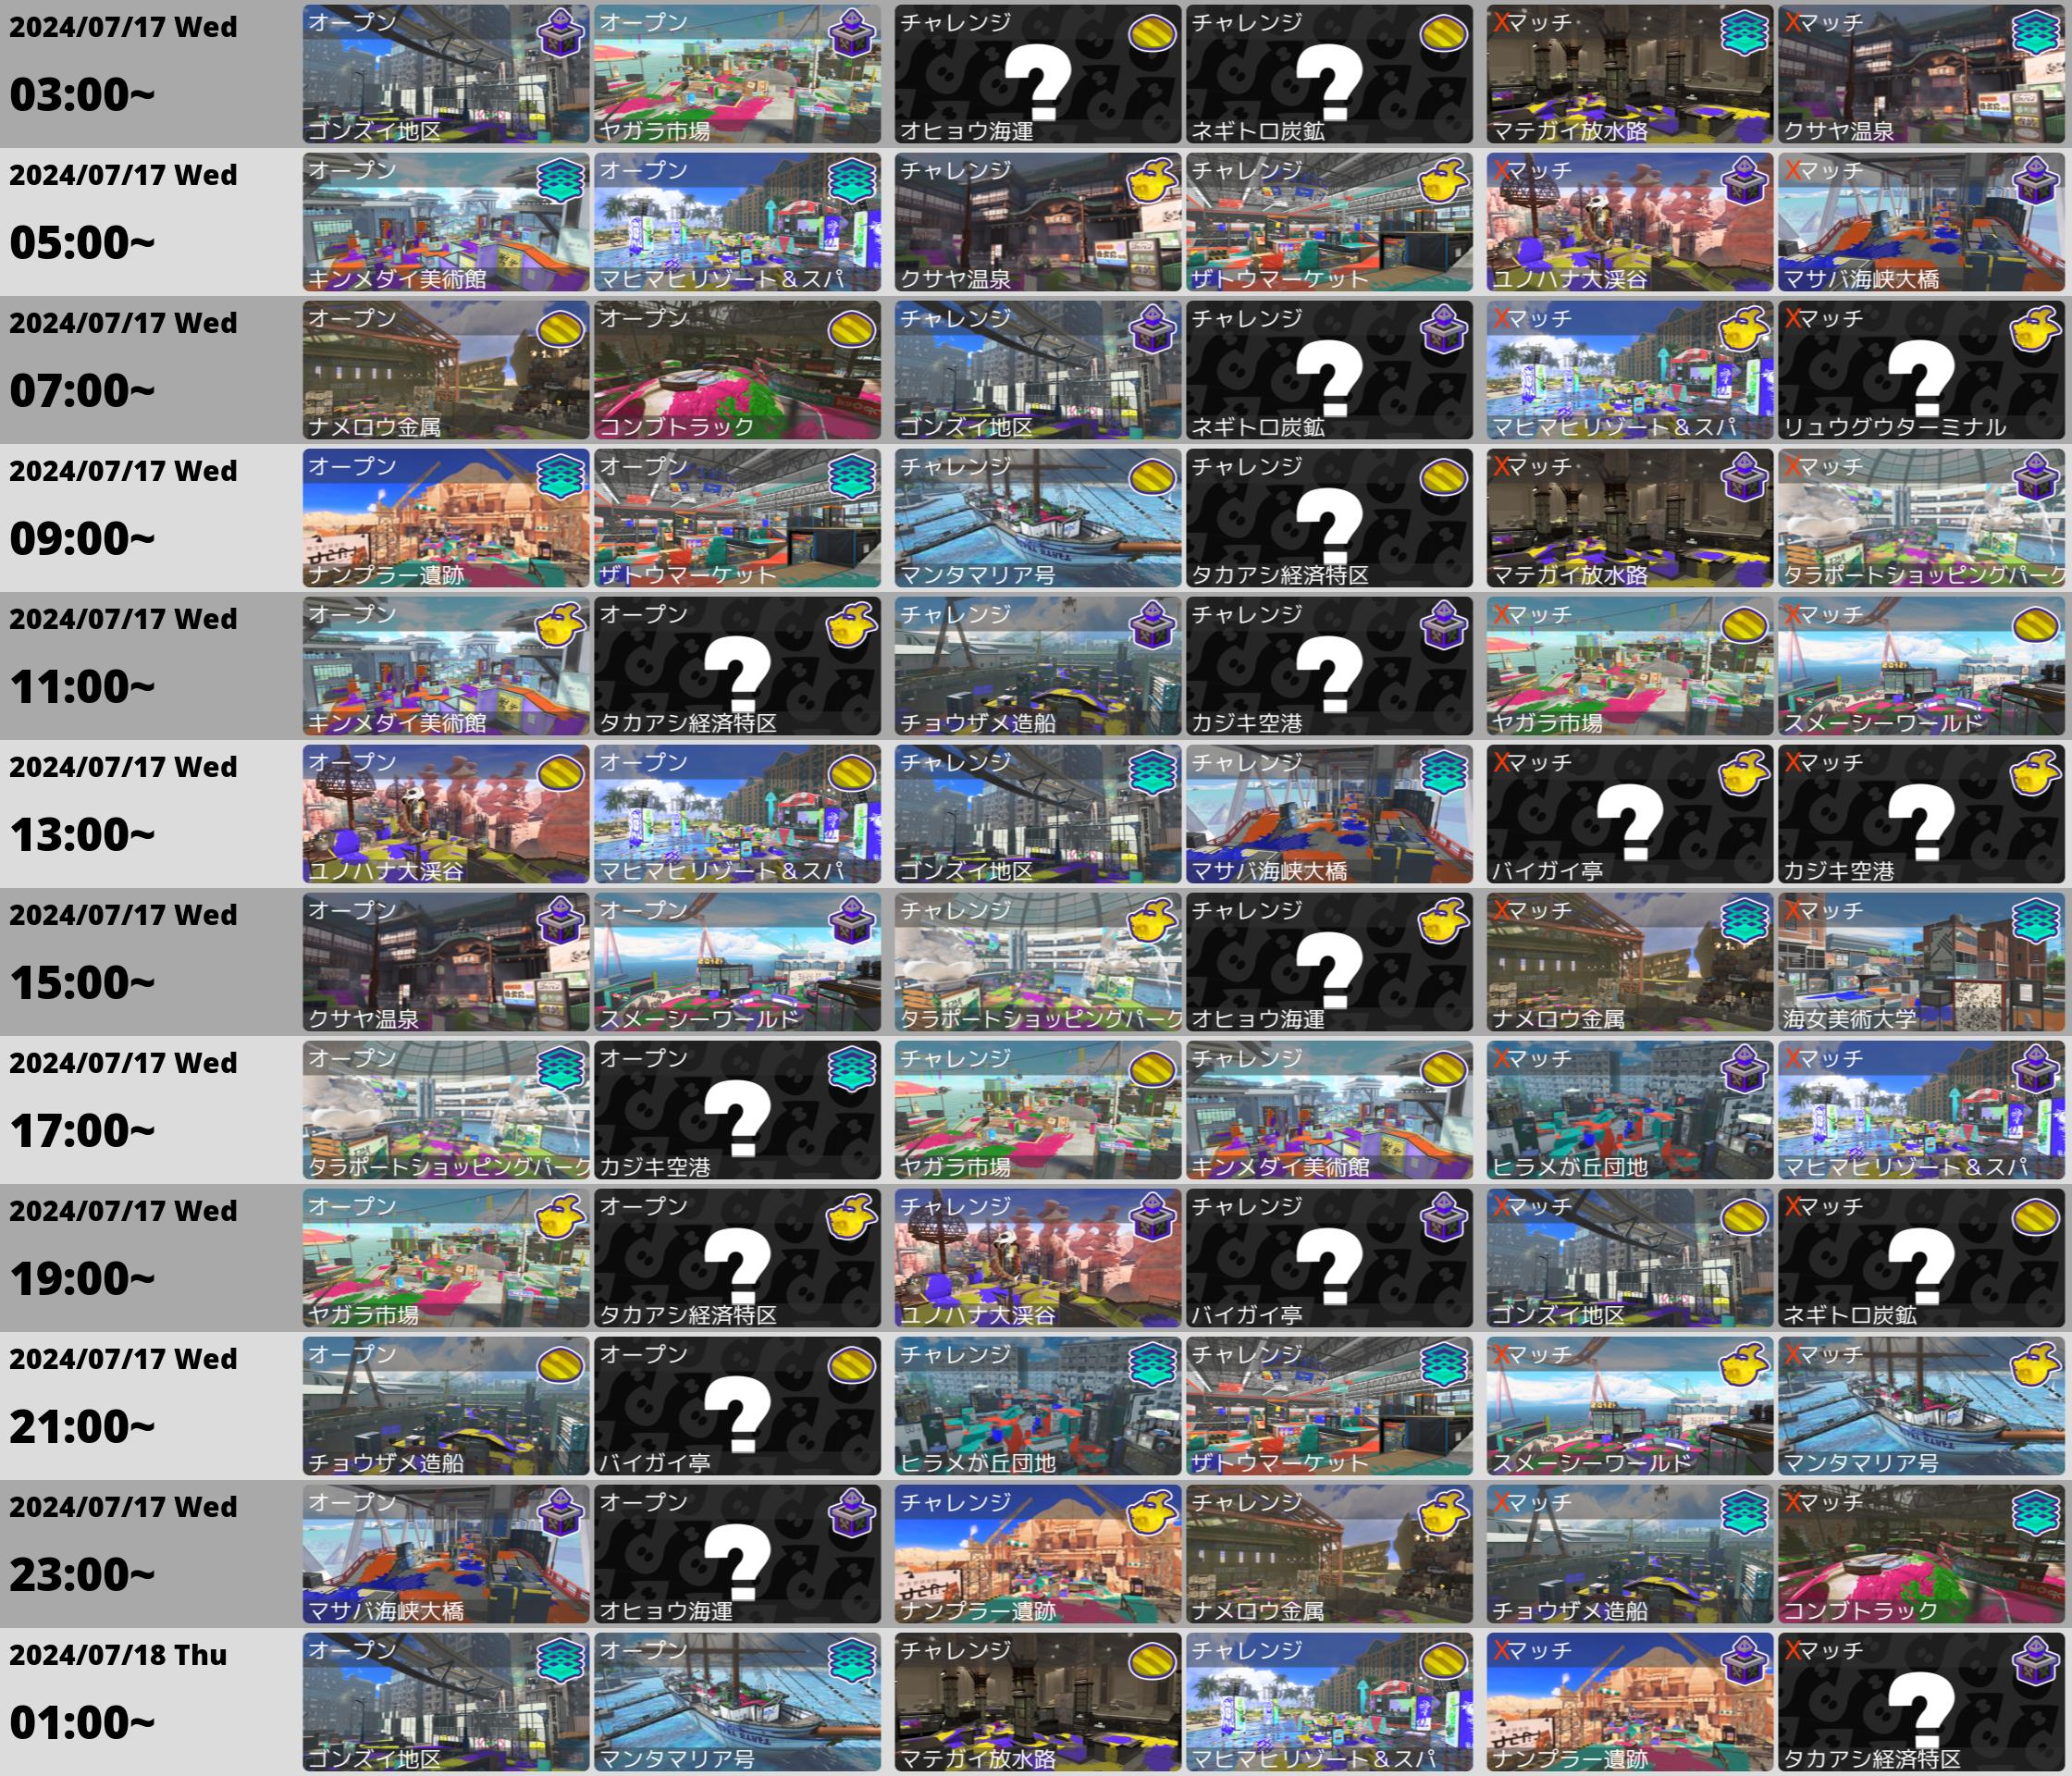 2024/07/17 Wed
03:00~
オープン オープン チャレンジ チャレンジ Xマッチ Xマッチ
ゴンズイ地区 ヤガラ市場 オヒョウ海運 ネギトロ炭鉱 マテガイ放水路 クサヤ温泉
2024/07/17 Wed
05:00~
オープン オープン チャレンジ チャレンジ Xマッチ Xマッチ
キンメダイ美術館 マヒマヒリゾート&スパ クサヤ温泉 ザトウマーケット ユノハナ大渓谷 マサバ海峡大橋
2024/07/17 Wed
07:00~
オープン オープン チャレンジ チャレンジ Xマッチ Xマッチ
ナメロウ金属 コンブトラック ゴンズイ地区 ネギトロ炭鉱 マヒマヒリゾート&スパ リュウグウターミナル
2024/07/17 Wed
09:00~
オープン オープン チャレンジ チャレンジ Xマッチ Xマッチ
ナンプラー遺跡 ザトウマーケット マンタマリア号 タカアシ経済特区 マテガイ放水路 タラポートショッピングパーク
2024/07/17 Wed
11:00~
オープン オープン チャレンジ チャレンジ Xマッチ Xマッチ
キンメダイ美術館 タカアシ経済特区 チョウザメ造船 カジキ空港 ヤガラ市場 スメーシーワールド
2024/07/17 Wed
13:00~
オープン オープン チャレンジ チャレンジ Xマッチ Xマッチ
ユノハナ大渓谷 マヒマヒリゾート&スパ ゴンズイ地区 マサバ海峡大橋 バイガイ亭 カジキ空港
2024/07/17 Wed
15:00~
オープン オープン チャレンジ チャレンジ Xマッチ Xマッチ
クサヤ温泉 スメーシーワールド タラポートショッピングパーク オヒョウ海運 ナメロウ金属 海女美術大学
2024/07/17 Wed
17:00~
オープン オープン チャレンジ チャレンジ Xマッチ Xマッチ
タラポートショッピングパーク カジキ空港 ヤガラ市場 キンメダイ美術館 ヒラメが丘団地 マヒマヒリゾート&スパ
2024/07/17 Wed
19:00~
オープン オープン チャレンジ チャレンジ Xマッチ Xマッチ
ヤガラ市場 タカアシ経済特区 ユノハナ大渓谷 バイガイ亭 ゴンズイ地区 ネギトロ炭鉱
2024/07/17 Wed
21:00~
オープン オープン チャレンジ チャレンジ Xマッチ Xマッチ
チョウザメ造船 バイガイ亭 ヒラメが丘団地 ザトウマーケット スメーシーワールド マンタマリア号
2024/07/17 Wed
23:00~
オープン オープン チャレンジ チャレンジ Xマッチ Xマッチ
マサバ海峡大橋 オヒョウ海運 ナンプラー遺跡 ナメロウ金属 チョウザメ造船 コンブトラック
2024/07/18 Thu
01:00~
オープン オープン チャレンジ チャレンジ Xマッチ Xマッチ
ゴンズイ地区 マンタマリア号 マテガイ放水路 マヒマヒリゾート&スパ ナンプラー遺跡 タカアシ経済特区